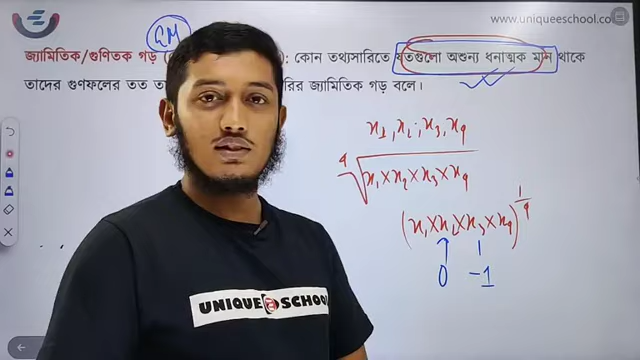 www.uniqueeschool.com
GM
জ্যামিতিক/গুণিতক গড় ): কোন তথ্যসারিতে যতগুলো অশূন্য ধনাত্মক মান থাকে
তাদের গুণফলের তত জ্যামিতিক গড় বলে।
x₁, x₂, x₃, x₄
⁴√x₁×x₂×x₃×x₄
(x₁×x₂×x₃×x₄)^1/4
0 -1
UNIQUE SCHOOL